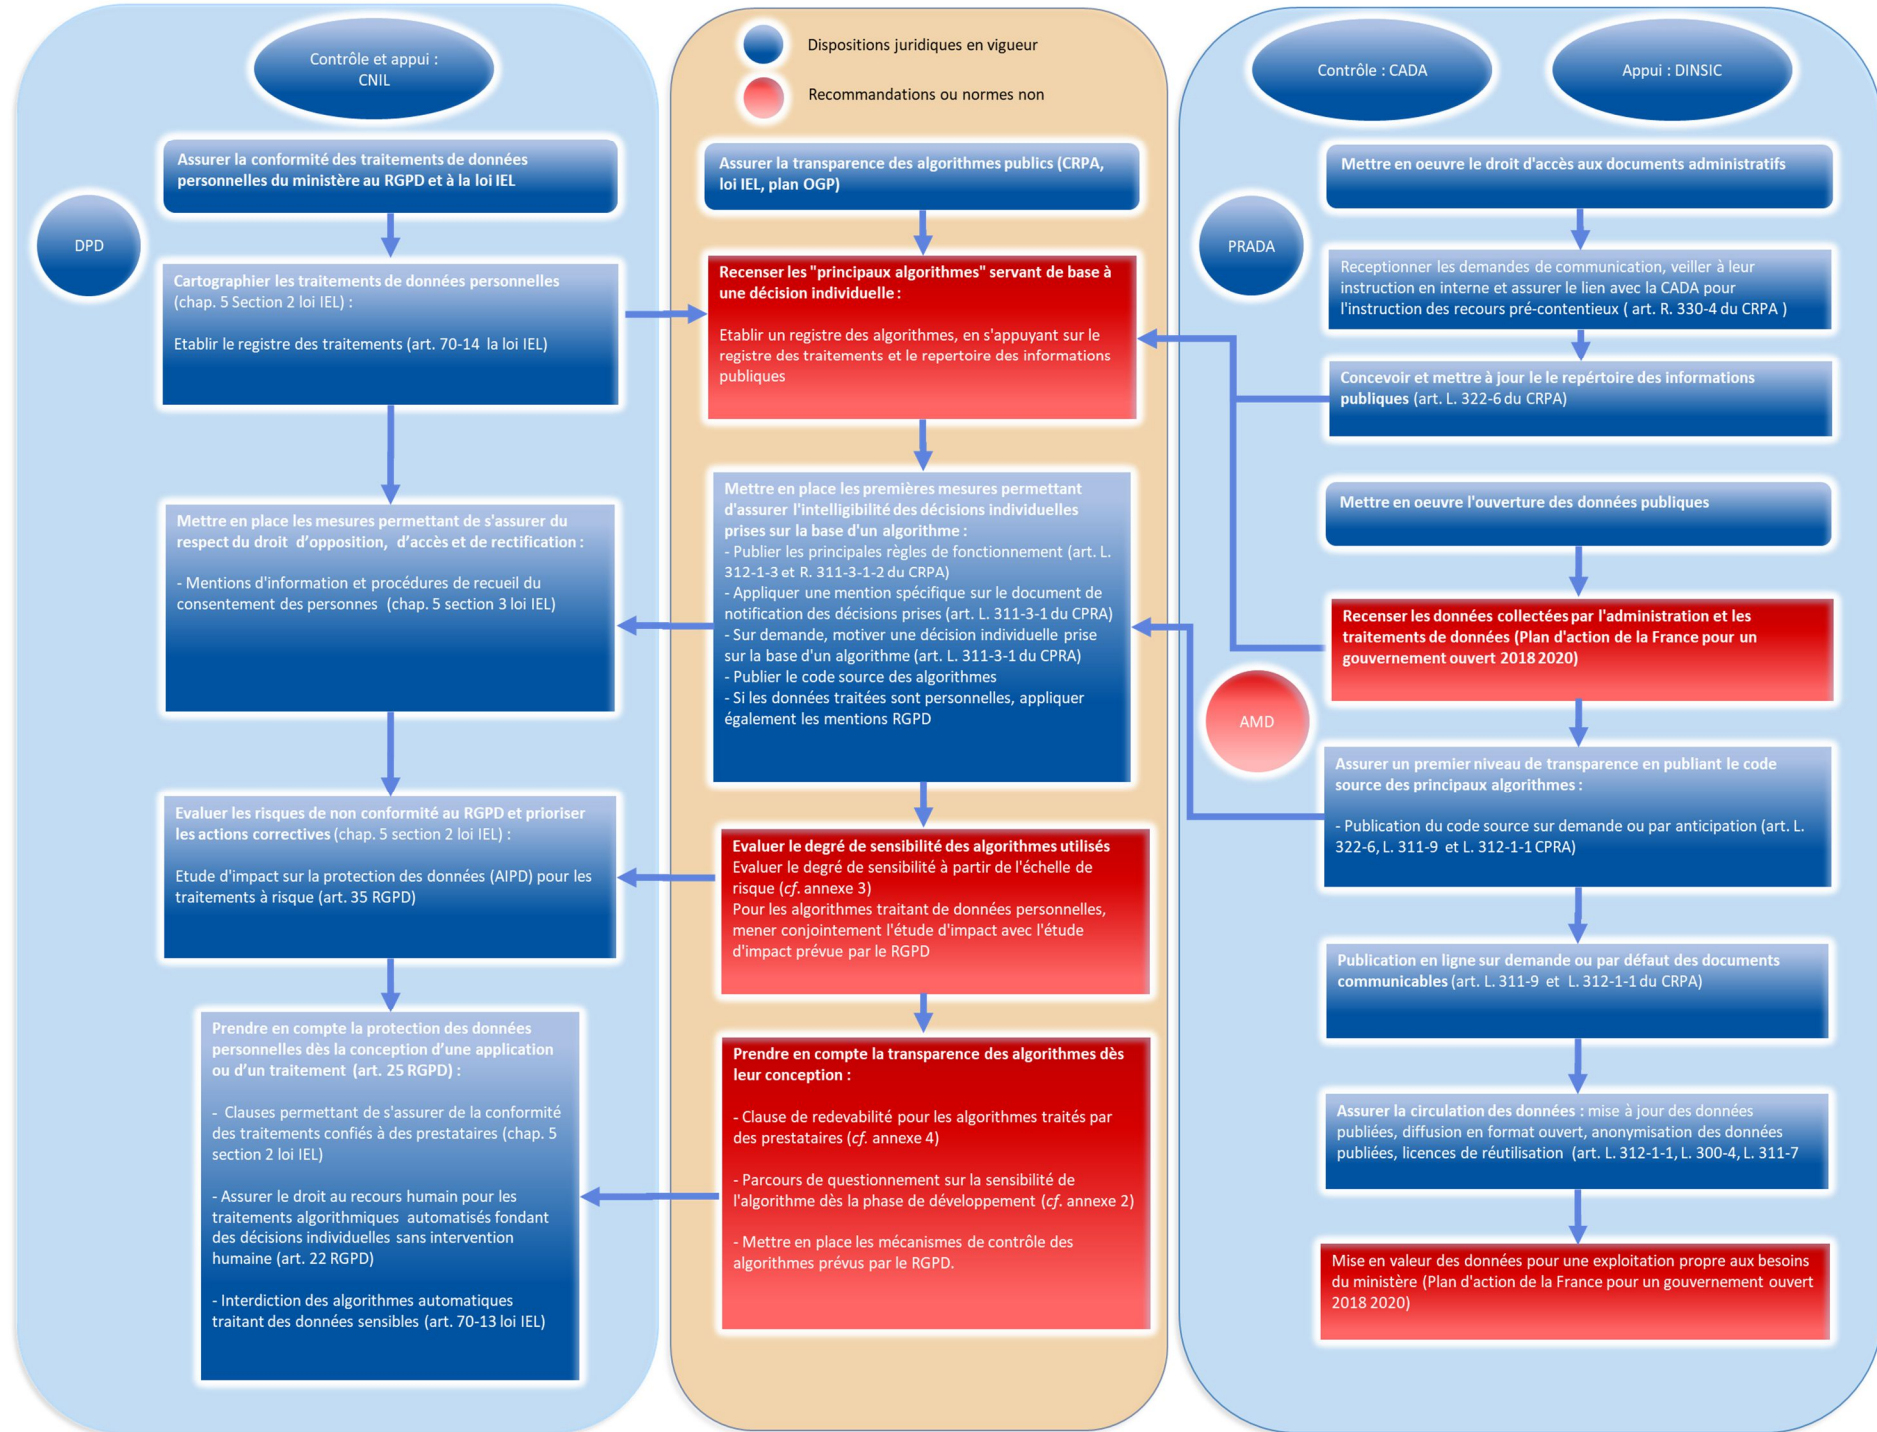 Contrôle et appui :
CNIL
Assurer la conformité des traitements de données
personnelles du ministère au RGPD et à la loi IEL
DPD
Cartographier les traitements de données personnelles
(chap. 5 Section 2 loi IEL) :
Etablir le registre des traitements (art. 70-14 la loi IEL)
Mettre en place les mesures permettant de s'assurer du
respect du droit d'opposition, d'accès et de rectification :
- Mentions d'information et procédures de recueil du
consentement des personnes (chap. 5 section 3 loi IEL)
Evaluer les risques de non conformité au RGPD et prioriser
les actions correctives (chap. 5 section 2 loi IEL) :
Etude d'impact sur la protection des données (AIPD) pour les
traitements à risque (art. 35 RGPD)
Prendre en compte la protection des données
personnelles dès la conception d'une application
ou d'un traitement (art. 25 RGPD) :
- Clauses permettant de s'assurer de la conformité
des traitements confiés à des prestataires (chap. 5
section 2 loi IEL)
- Assurer le droit au recours humain pour les
traitements algorithmiques automatisés fondant
des décisions individuelles sans intervention
humaine (art. 22 RGPD)
- Interdiction des algorithmes automatiques
traitant des données sensibles (art. 70-13 loi IEL)
Dispositions juridiques en vigueur
Recommandations ou normes non
Assurer la transparence des algorithmes publics (CRPA,
loi IEL, plan OGP)
Recenser les "principaux algorithmes" servant de base à
une décision individuelle :
Etablir un registre des algorithmes, en s'appuyant sur le
registre des traitements et le repertoire des informations
publiques
Mettre en place les premières mesures permettant
d'assurer l'intelligibilité des décisions individuelles
prises sur la base d'un algorithme :
- Publier les principales règles de fonctionnement (art. L.
312-1-3 et R. 311-3-1-2 du CRPA)
- Appliquer une mention spécifique sur le document de
notification des décisions prises (art. L. 311-3-1 du CPRA)
- Sur demande, motiver une décision individuelle prise
sur la base d'un algorithme (art. L. 311-3-1 du CPRA)
- Publier le code source des algorithmes
- Si les données traitées sont personnelles, appliquer
également les mentions RGPD
Evaluer le degré de sensibilité des algorithmes utilisés
Evaluer le degré de sensibilité à partir de l'échelle de
risque (cf. annexe 3)
Pour les algorithmes traitant de données personnelles,
mener conjointement l'étude d'impact avec l'étude
d'impact prévue par le RGPD
Prendre en compte la transparence des algorithmes dès
leur conception :
- Clause de redevabilité pour les algorithmes traités par
des prestataires (cf. annexe 4)
- Parcours de questionnement sur la sensibilité de
l'algorithme dès la phase de développement (cf. annexe 2)
- Mettre en place les mécanismes de contrôle des
algorithmes prévus par le RGPD.
Contrôle : CADA
Appui : DINSIC
Mettre en oeuvre le droit d'accès aux documents administratifs
PRADA
Receptionner les demandes de communication, veiller à leur
instruction en interne et assurer le lien avec la CADA pour
l'instruction des recours pré-contentieux ( art. R. 330-4 du CRPA )
Concevoir et mettre à jour le le repértoire des informations
publiques (art. L. 322-6 du CRPA)
Mettre en oeuvre l'ouverture des données publiques
Recenser les données collectées par l'administration et les
traitements de données (Plan d'action de la France pour un
gouvernement ouvert 2018 2020)
AMD
Assurer un premier niveau de transparence en publiant le code
source des principaux algorithmes :
- Publication du code source sur demande ou par anticipation (art. L.
322-6, L. 311-9 et L. 312-1-1 CPRA)
Publication en ligne sur demande ou par défaut des documents
communicables (art. L. 311-9 et L. 312-1-1 du CRPA)
Assurer la circulation des données : mise à jour des données
publiées, diffusion en format ouvert, anonymisation des données
publiées, licences de réutilisation (art. L. 312-1-1, L. 300-4, L. 311-7
Mise en valeur des données pour une exploitation propre aux besoins
du ministère (Plan d'action de la France pour un gouvernement ouvert
2018 2020)